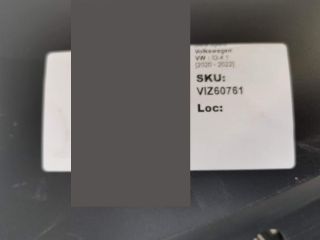 Volkswagen
VW : ID.4 1
[2020 - 2022]
SKU:
VIZ60761
Loc: